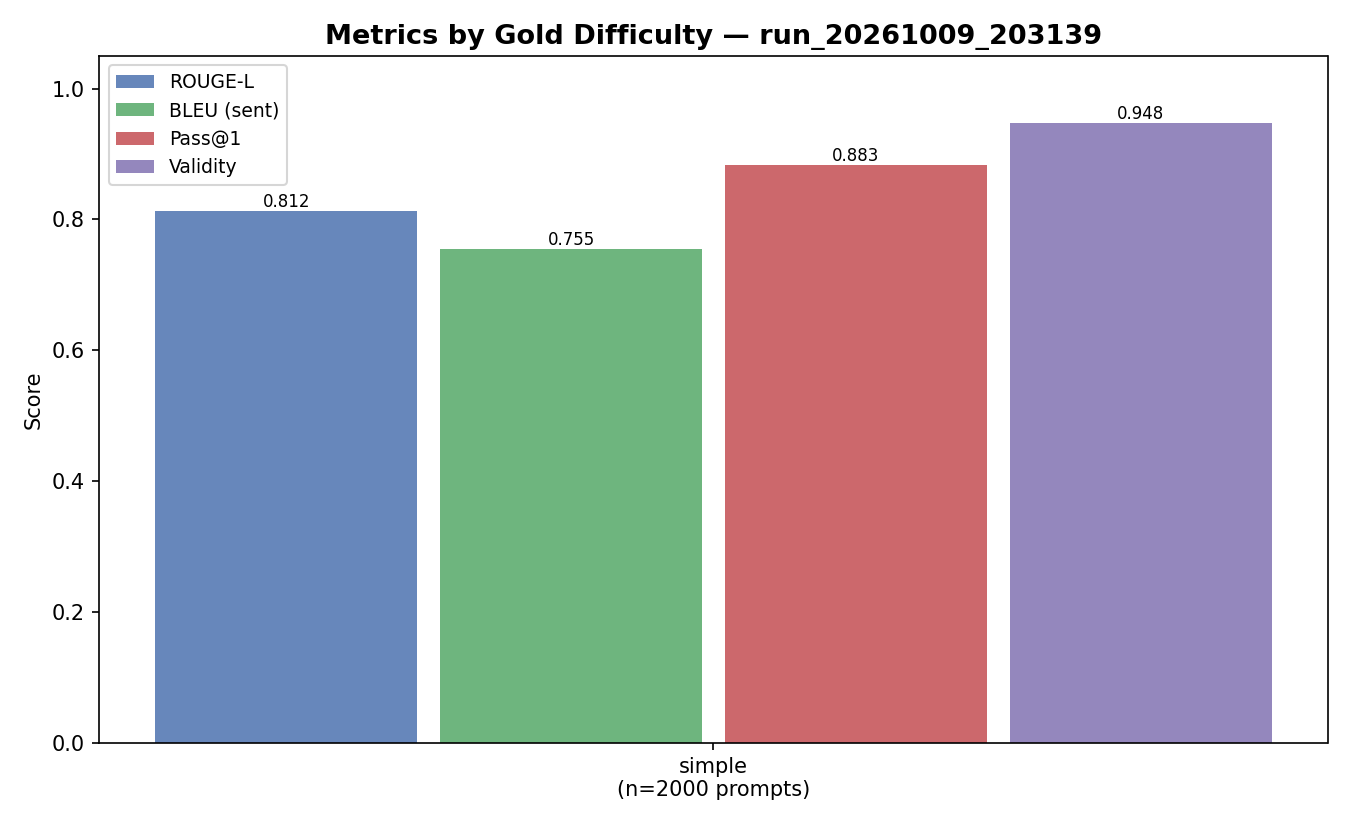 Metrics by Gold Difficulty — run_20261009_203139
ROUGE-L
BLEU (sent)
Pass@1
Validity
Score
1.0
0.8
0.6
0.4
0.2
0.0
0.812
0.755
0.883
0.948
simple
(n=2000 prompts)